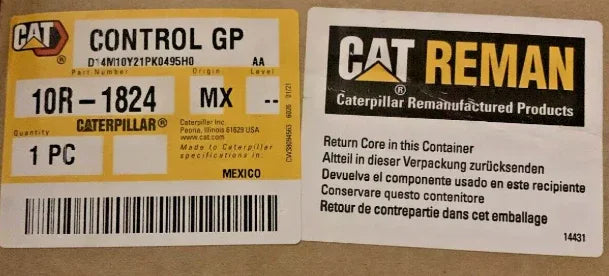 CAT
®
CONTROL GP
D14M10Y21PK0495H0
AA
Part Number
Origin
Level
10R-1824
MX
--
CATERPILLAR®
Caterpillar Inc.
Peoria, Illinois 61629 USA
www.cat.com
Quantity
1 PC
Made to Caterpillar
specifications in:
MEXICO
01/21
CAT REMAN
®
Caterpillar Remanufactured Products
Return Core in this Container
Altteil in dieser Verpackung zurücksenden
Devuelva el componente usado en este recipiente
Conservare questo contenitore
Retour de contrepartie dans cet emballage
14431